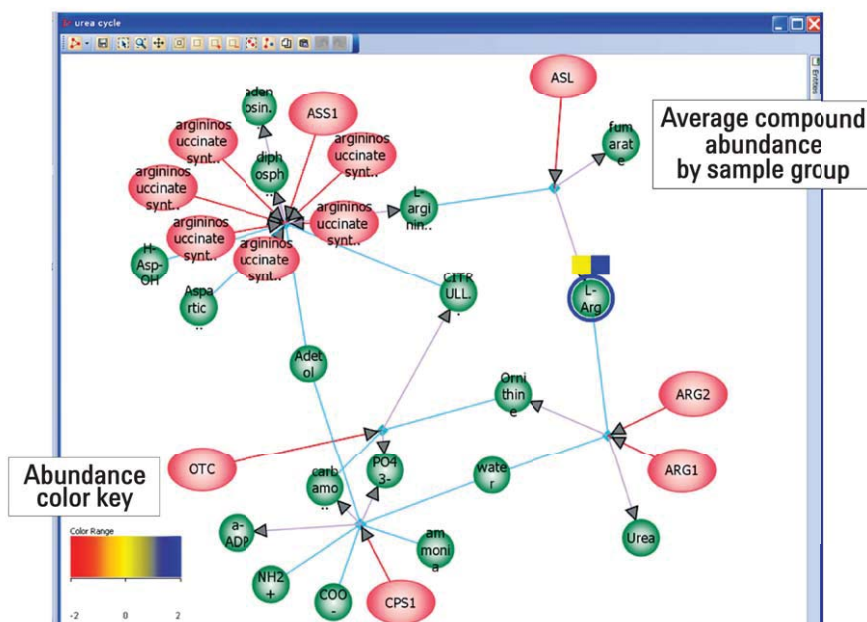 urea cycle
Entities
ASL
Average compound
abundance
by sample group
fum
arat
e
aden
osin.
ASS1
argininos
uccinate
synt..
argininos
uccinate
synt..
diph
osph
..
argininos
uccinate
synt..
argininos
uccinate
synt..
argininos
uccinate
synt..
argininos
uccinate
synt..
L-
argi
nin..
H-
Asp-
OH
Aspa
rtic
..
CITR
ULL.
.
L-
Arg
Adet
ol
Orni
thin
e
ARG2
OTC
carb
amo
..
PO4
3-
wate
r
ARG1
Abundance
color key
a-
ADP
am
moni
a
Urea
NH2
+
COO
-
CPS1
Color Range
-2
0
2